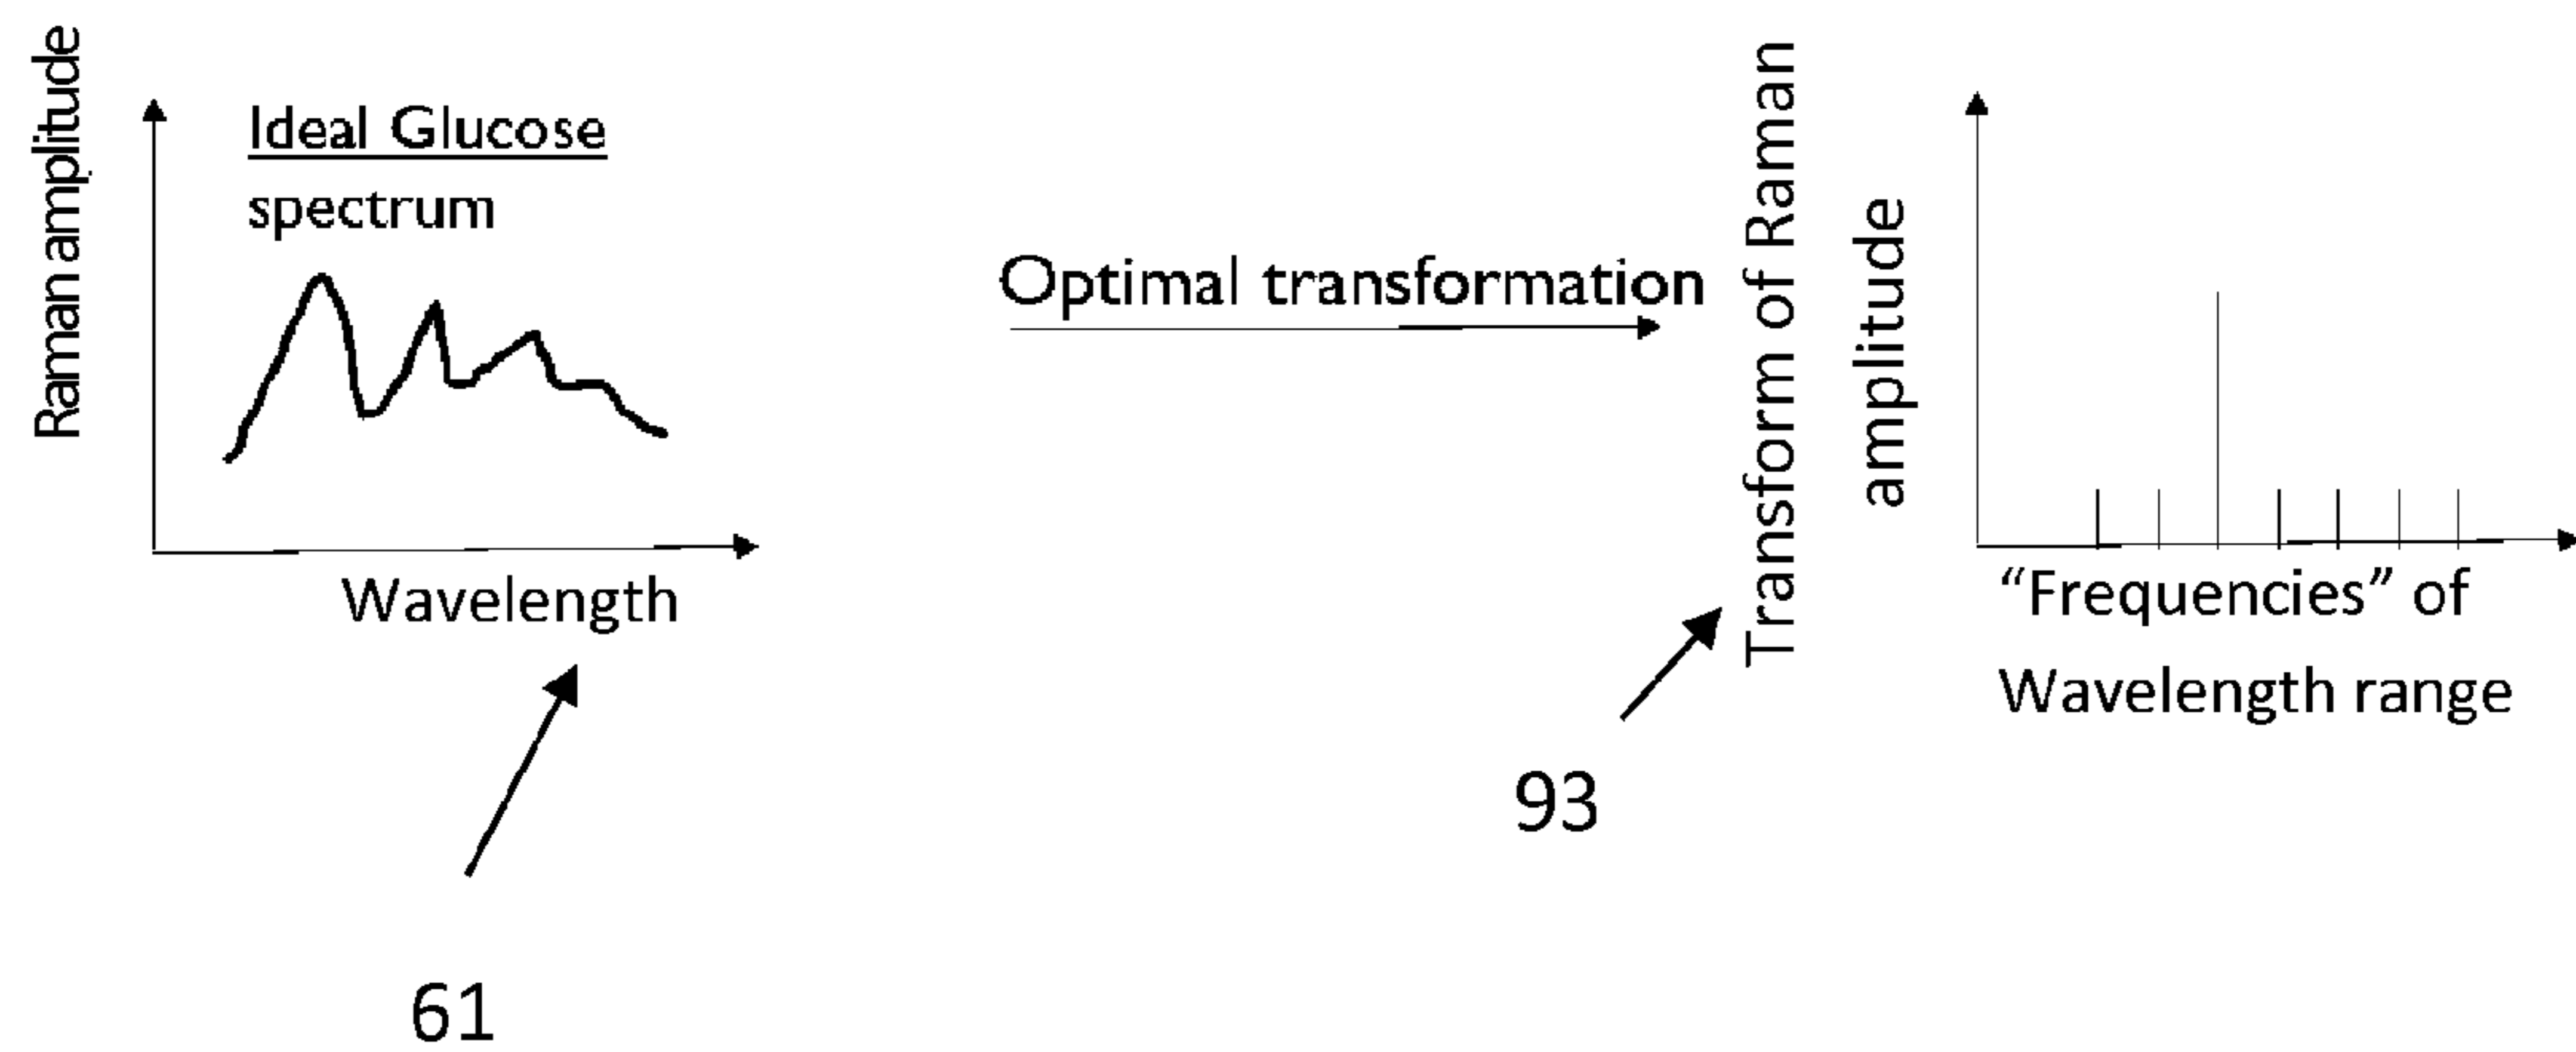 Raman amplitude
Ideal Glucose
spectrum
Wavelength
61
Optimal transformation
Transform of Raman
amplitude
93
“Frequencies” of
Wavelength range